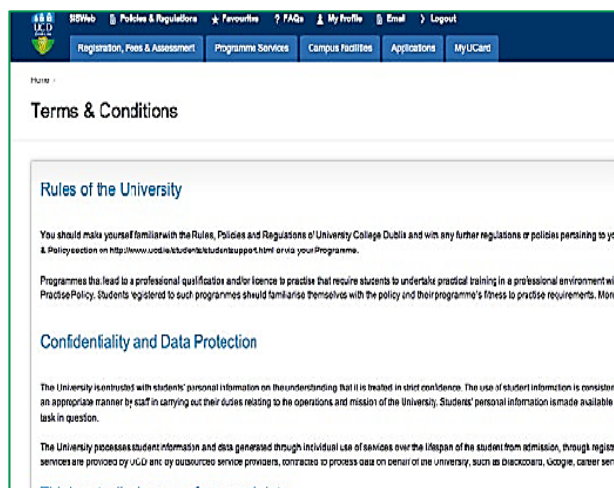 UCD
SISWeb Policies & Regulations Favourites ? FAQs My Profile Email > Logout
Registration, Fees & Assessment Programme Services Campus Facilities Applications MyUCard
Home ›
Terms & Conditions
Rules of the University
You should make yourself familiar with the Rules, Policies and Regulations of University College Dublin and with any further regulations or policies pertaining to yo
& Policy section on http://www.ucd.ie/students/studentsupport.html or via your Programme.
Programmes that lead to a professional qualification and/or licence to practise that require students to undertake practical training in a professional environment wi
Practise Policy. Students registered to such programmes should familiarise themselves with the policy and their programme's fitness to practise requirements. More
Confidentiality and Data Protection
The University is entrusted with students' personal information on the understanding that it is treated in strict confidence. The use of student information is consisten
an appropriate manner by staff in carrying out their duties relating to the operations and mission of the University. Students' personal information is made available
task in question.
The University processes student information and data generated through individual use of services over the lifespan of the student from admission, through regist
services are provided by UCD and by outsourced service providers, contracted to process data on behalf of the University, such as Blackboard, Google, career ser